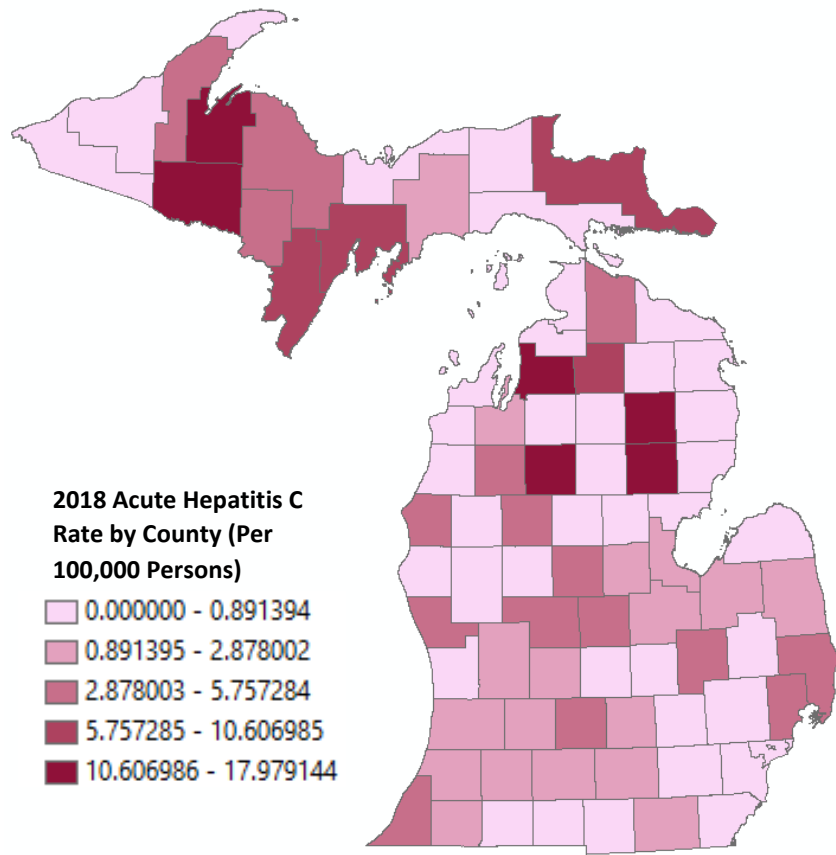 2018 Acute Hepatitis C
Rate by County (Per
100,000 Persons)
0.000000 - 0.891394
0.891395 - 2.878002
2.878003 - 5.757284
5.757285 - 10.606985
10.606986 - 17.979144